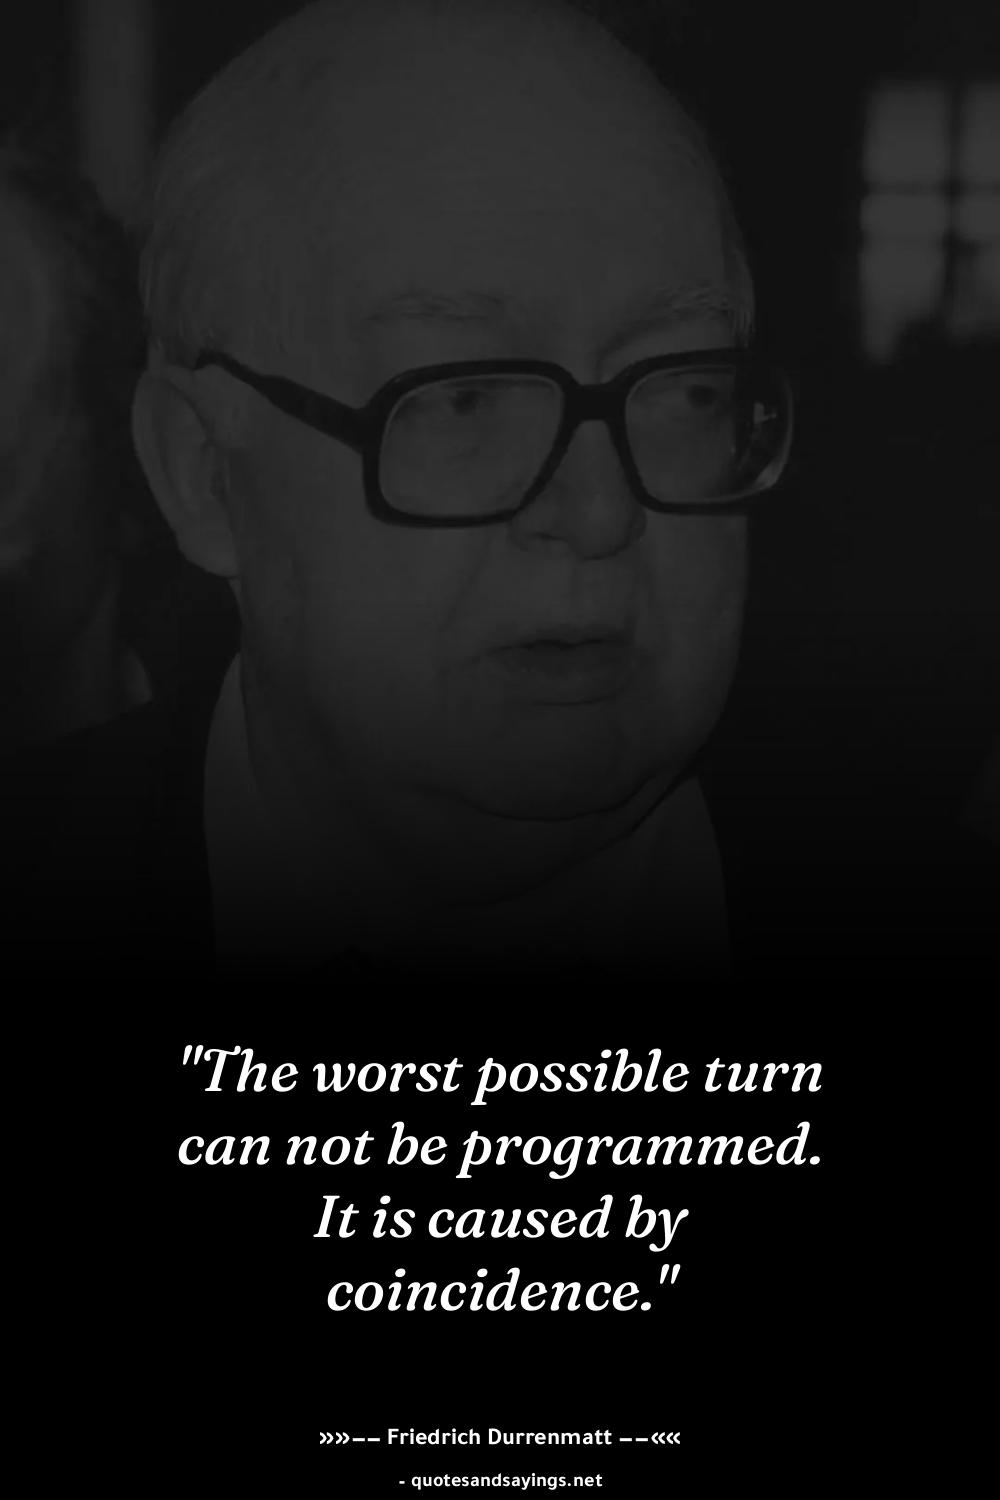 "The worst possible turn
can not be programmed.
It is caused by
coincidence."
»»–– Friedrich Durrenmatt ––««
- quotesandsayings.net